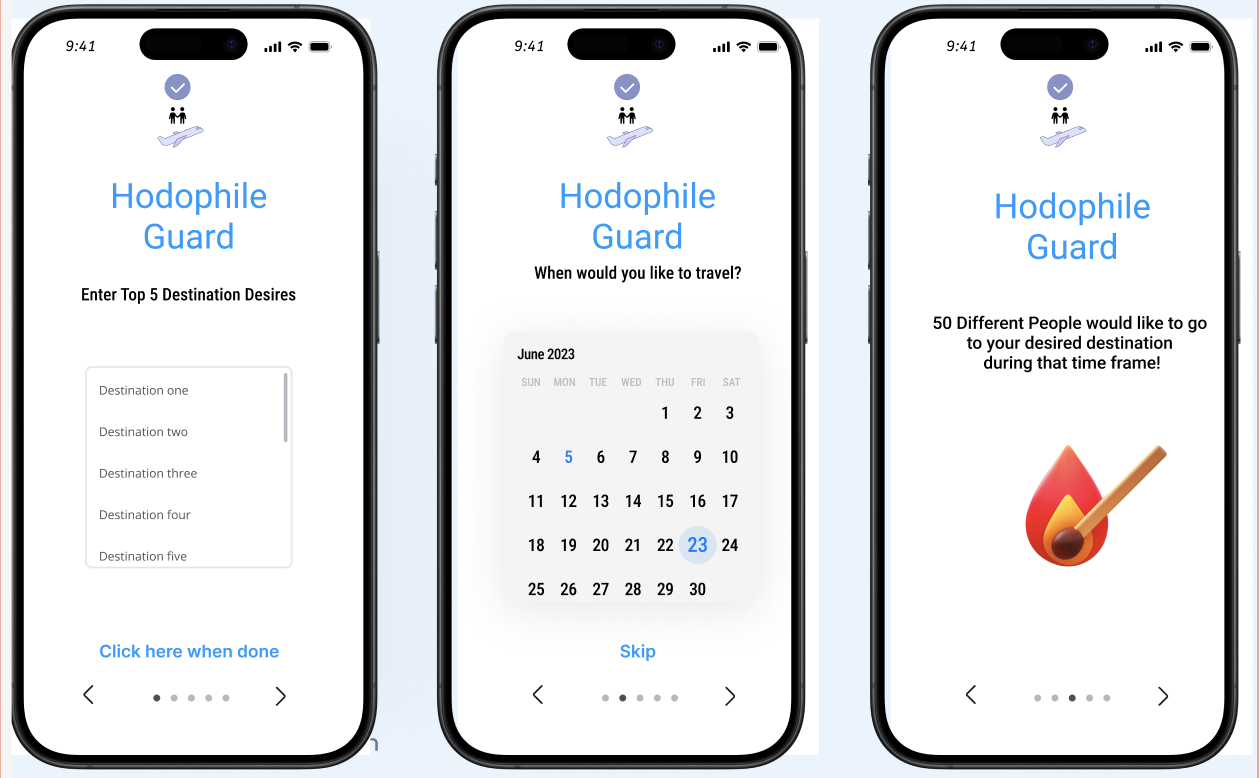 9:41
Hodophile
Guard
Enter Top 5 Destination Desires
Destination one
Destination two
Destination three
Destination four
Destination five
Click here when done
9:41
Hodophile
Guard
When would you like to travel?
June 2023
SUN MON TUE WED THU FRI SAT
1 2 3
4 5 6 7 8 9 10
11 12 13 14 15 16 17
18 19 20 21 22 23 24
25 26 27 28 29 30
Skip
9:41
Hodophile
Guard
50 Different People would like to go
to your desired destination
during that time frame!